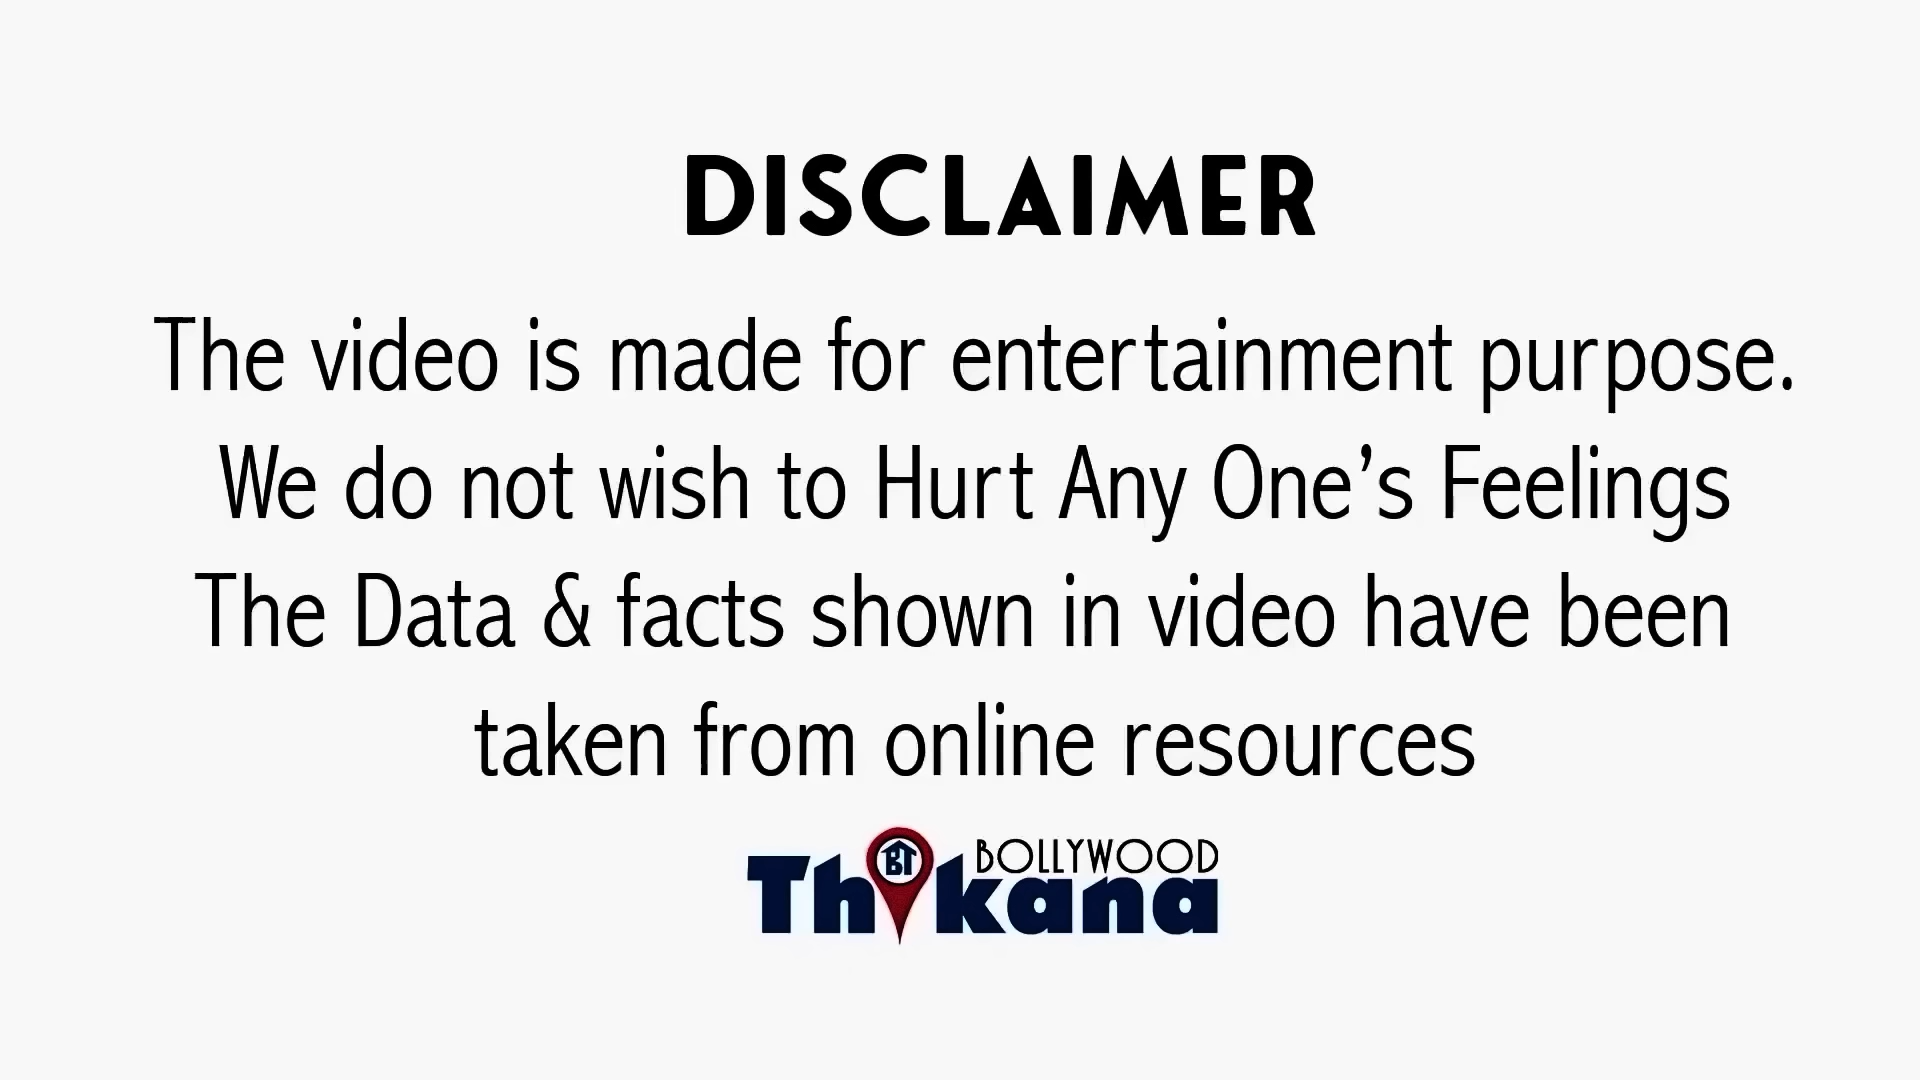 DISCLAIMER
The video is made for entertainment purpose.
We do not wish to Hurt Any One’s Feelings
The Data & facts shown in video have been
taken from online resources
BOLLYWOOD
BT
Thikana